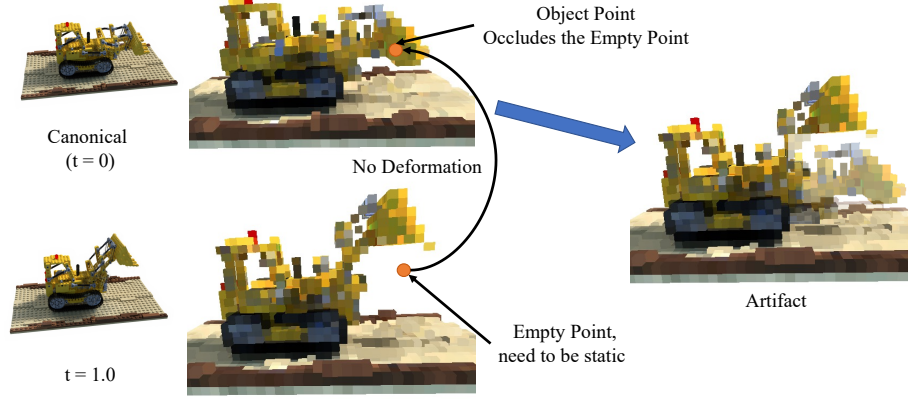 Object Point
Occludes the Empty Point
Canonical
(t = 0)
No Deformation
Artifact
Empty Point,
need to be static
t = 1.0